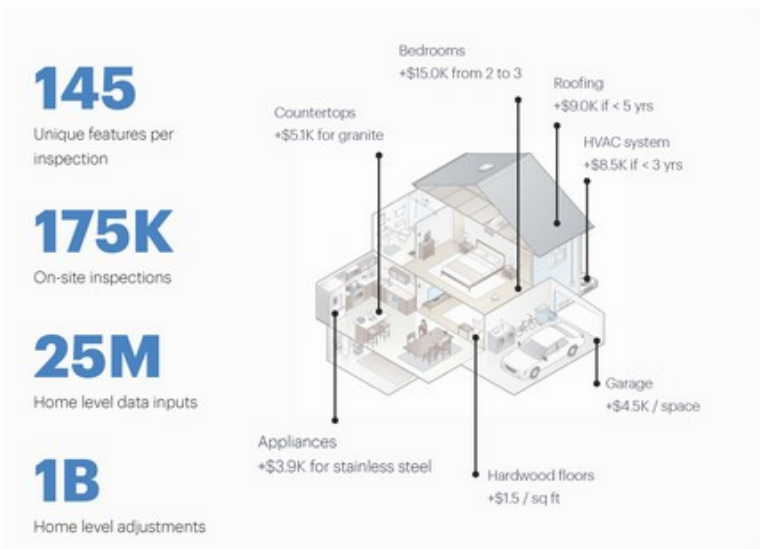 145
Unique features per
inspection
175K
On-site inspections
25M
Home level data inputs
1B
Home level adjustments
Bedrooms
+$15.0K from 2 to 3
Roofing
+$9.0K if < 5 yrs
Countertops
+$5.1K for granite
HVAC system
+$8.5K if < 3 yrs
Garage
+$4.5K / space
Appliances
+$3.9K for stainless steel
Hardwood floors
+$1.5 / sq ft